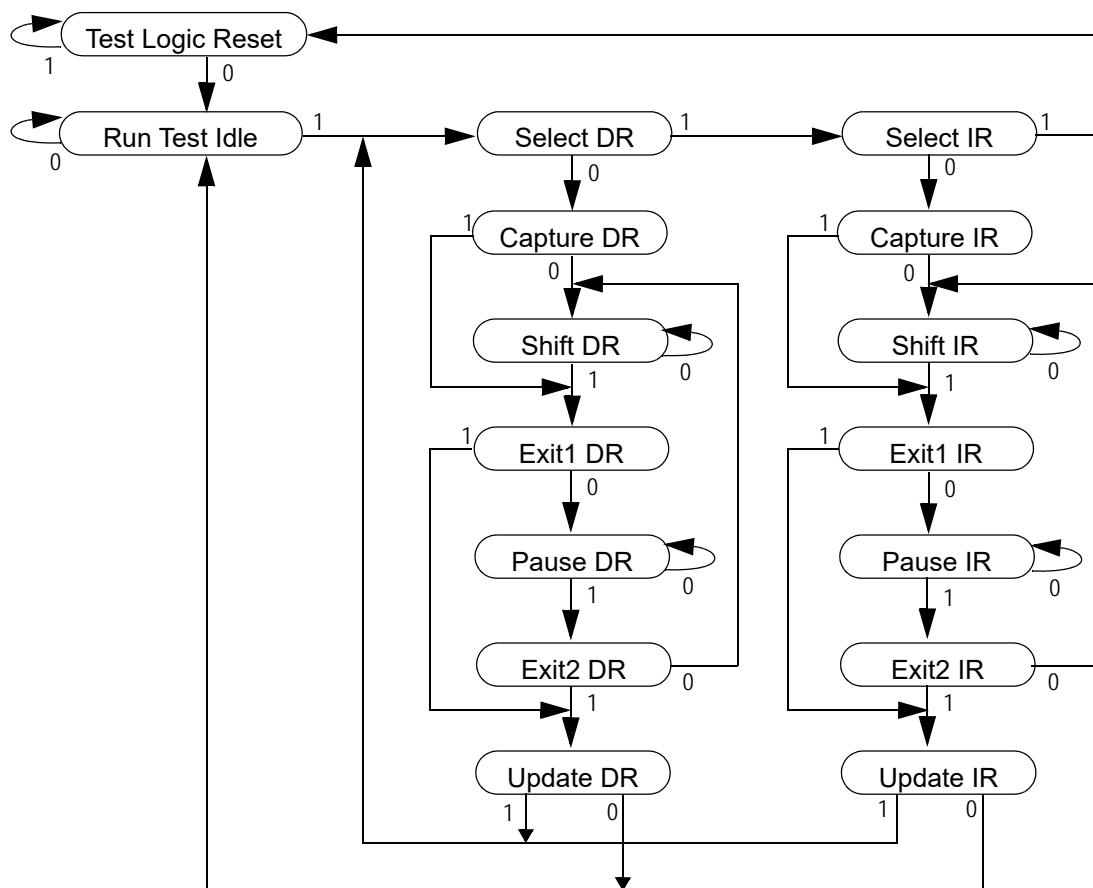 Test Logic Reset
1
0
Run Test Idle
0
1
Select DR
1
0
Select IR
1
0
1
Capture DR
0
1
Capture IR
0
Shift DR
0
1
Shift IR
0
1
1
Exit1 DR
0
1
Exit1 IR
0
Pause DR
0
1
Pause IR
0
1
Exit2 DR
0
1
Exit2 IR
0
1
Update DR
1
0
Update IR
1
0